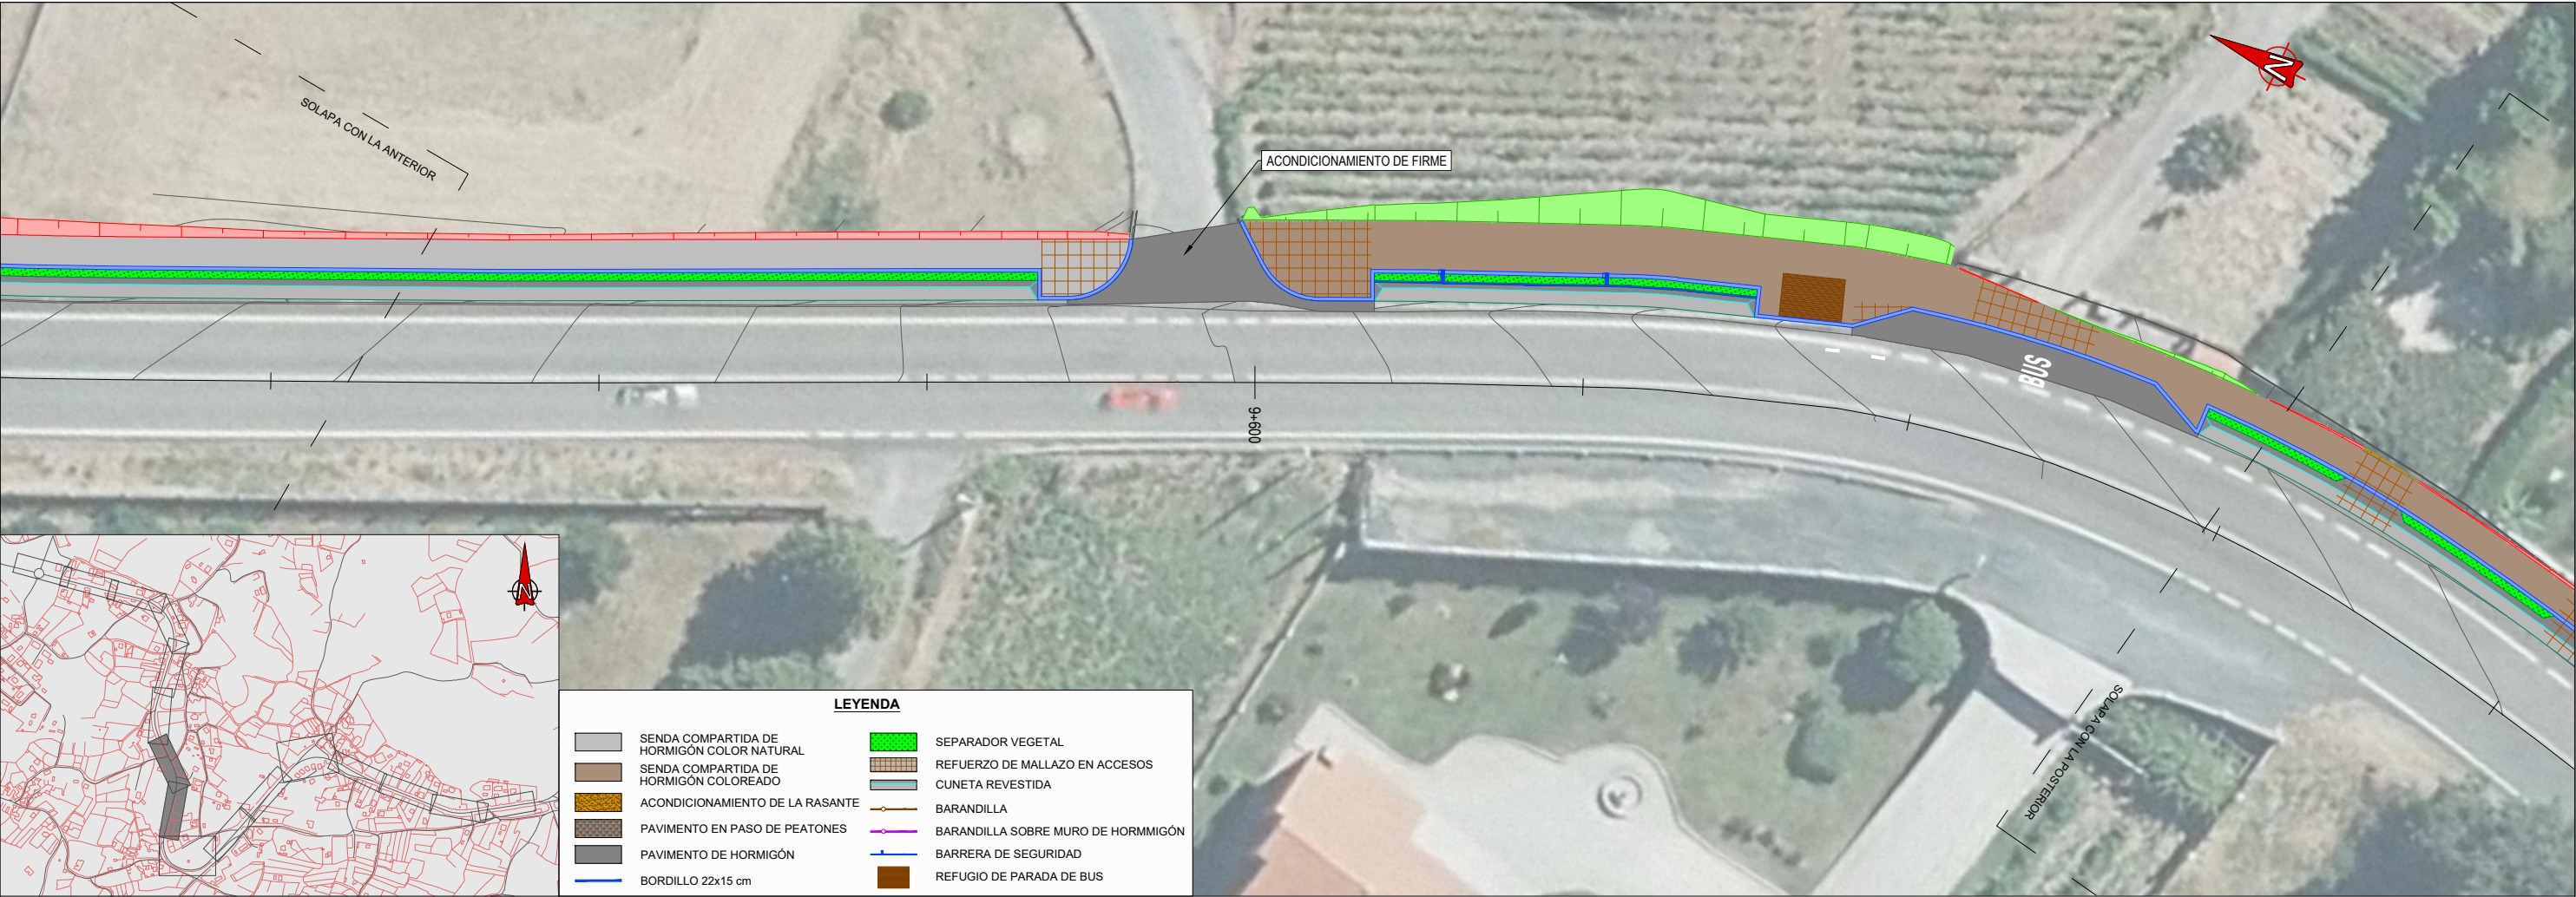 SOLAPA CON LA ANTERIOR
N
ACONDICIONAMIENTO DE FIRME
BUS
9+600
SOLAPA CON LA POSTERIOR
N
LEYENDA
SENDA COMPARTIDA DE
HORMIGÓN COLOR NATURAL
SENDA COMPARTIDA DE
HORMIGÓN COLOREADO
ACONDICIONAMIENTO DE LA RASANTE
PAVIMENTO EN PASO DE PEATONES
PAVIMENTO DE HORMIGÓN
BORDILLO 22x15 cm
SEPARADOR VEGETAL
REFUERZO DE MALLAZO EN ACCESOS
CUNETA REVESTIDA
BARANDILLA
BARANDILLA SOBRE MURO DE HORMMIGÓN
BARRERA DE SEGURIDAD
REFUGIO DE PARADA DE BUS